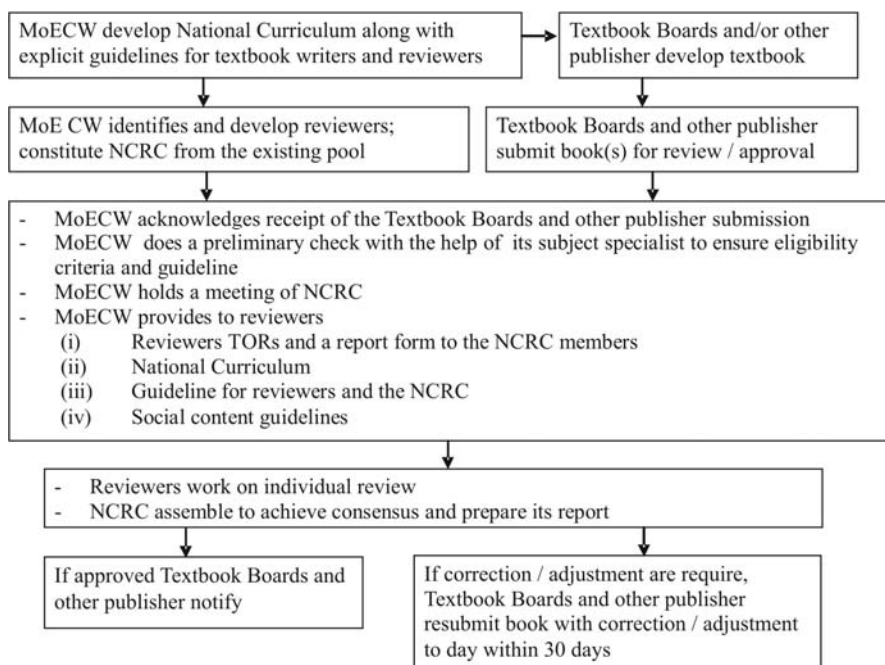 MoECW develop National Curriculum along with
explicit guidelines for textbook writers and reviewers
Textbook Boards and/or other
publisher develop textbook
MoE CW identifies and develop reviewers;
constitute NCRC from the existing pool
Textbook Boards and other publisher
submit book(s) for review / approval
- MoECW acknowledges receipt of the Textbook Boards and other publisher submission
- MoECW does a preliminary check with the help of its subject specialist to ensure eligibility
criteria and guideline
- MoECW holds a meeting of NCRC
- MoECW provides to reviewers
(i) Reviewers TORs and a report form to the NCRC members
(ii) National Curriculum
(iii) Guideline for reviewers and the NCRC
(iv) Social content guidelines
- Reviewers work on individual review
- NCRC assemble to achieve consensus and prepare its report
If approved Textbook Boards and
other publisher notify
If correction / adjustment are require,
Textbook Boards and other publisher
resubmit book with correction / adjustment
to day within 30 days